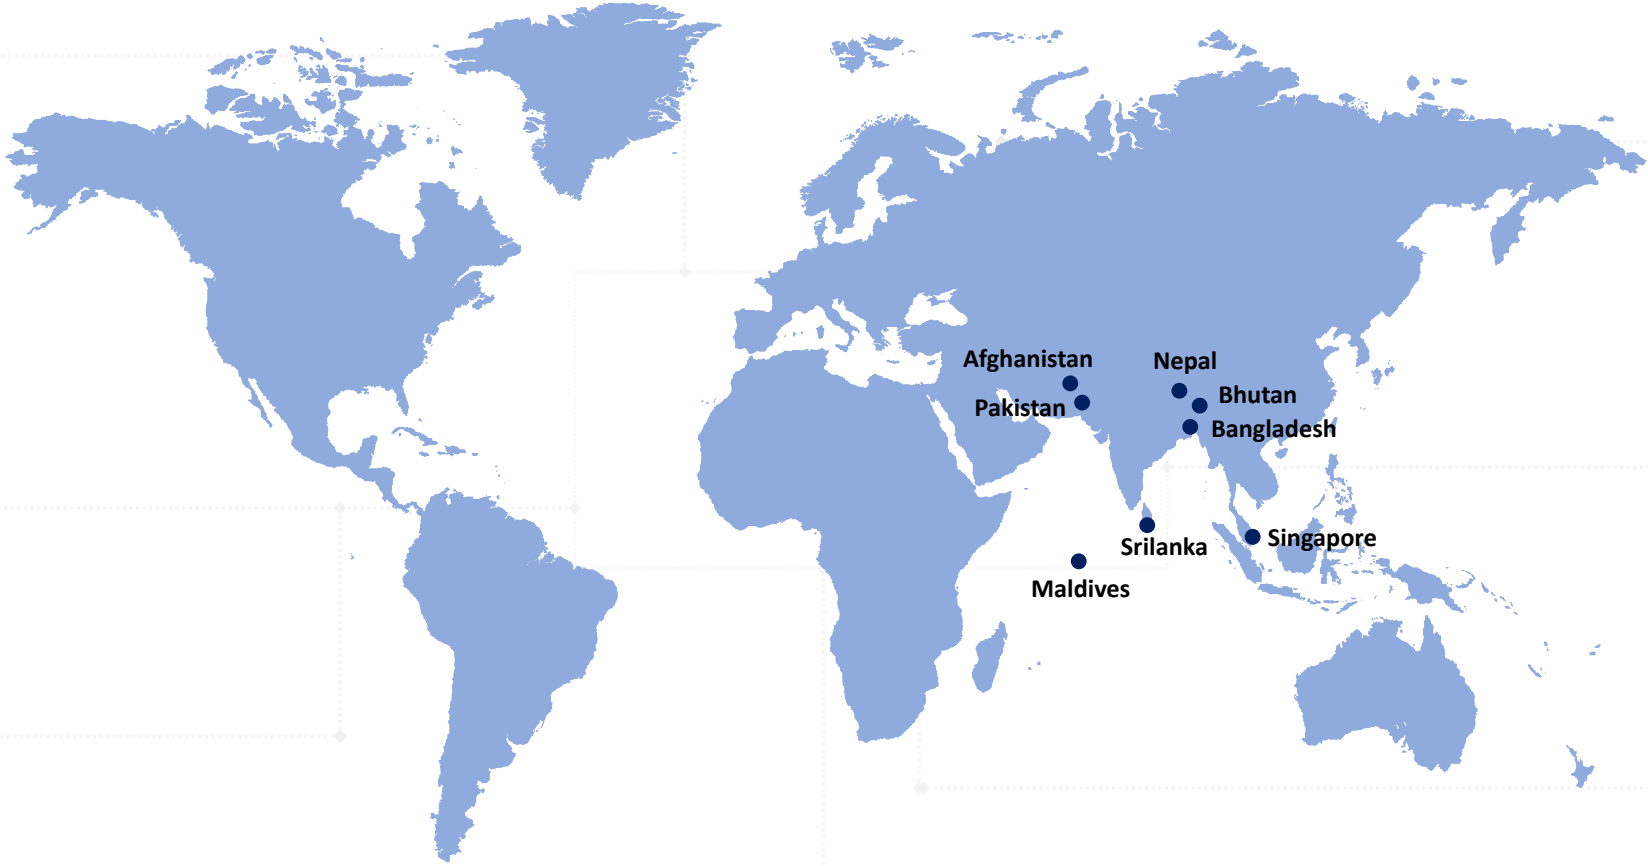 Afghanistan
Nepal
Bhutan
Pakistan
Bangladesh
Singapore
Srilanka
Maldives